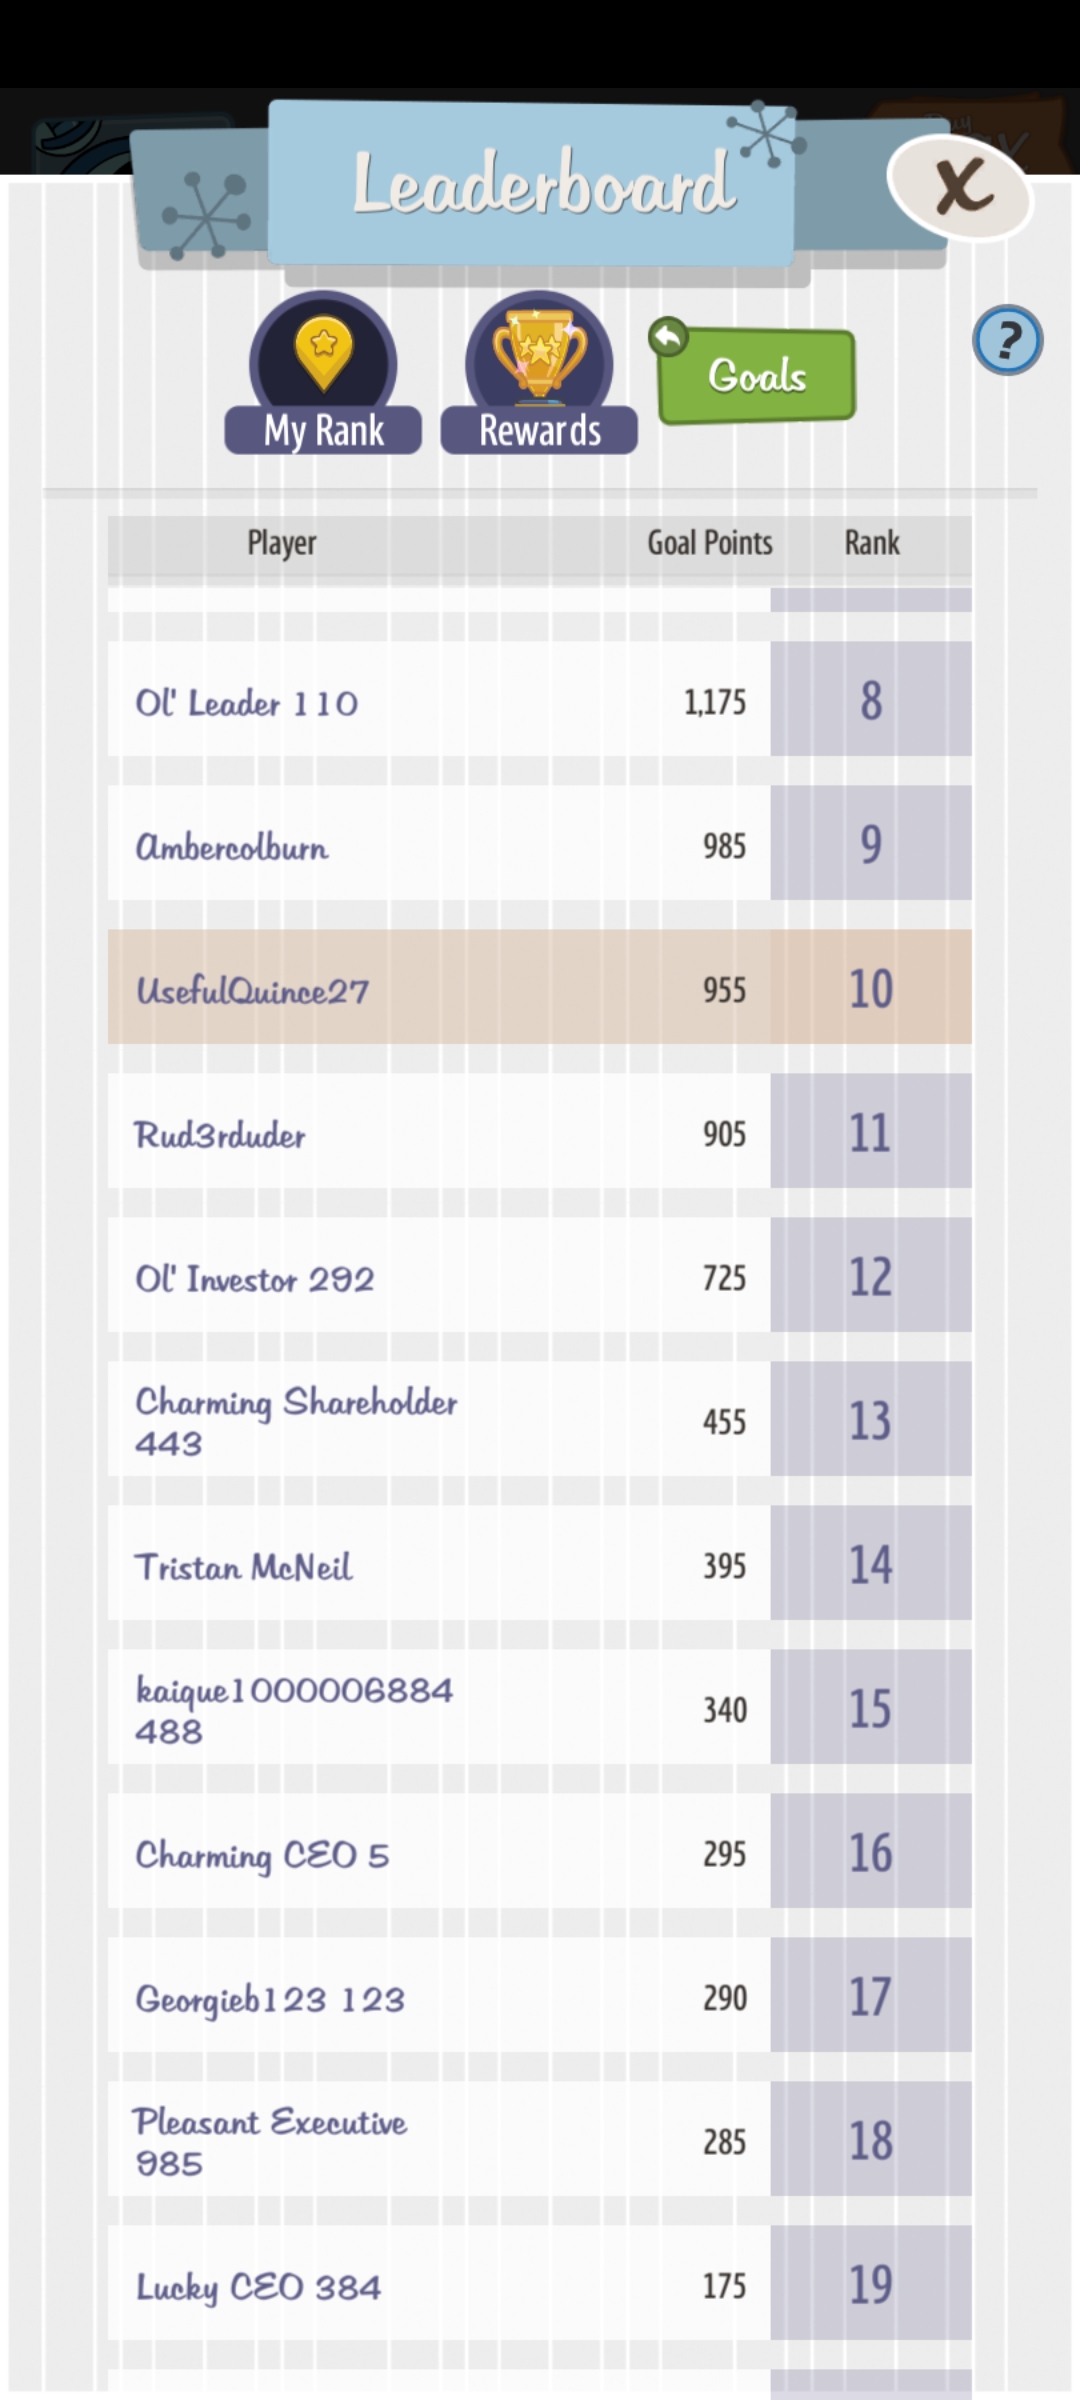 Leaderboard
X
My Rank
Rewards
Goals
?
Player Goal Points Rank
Ol' Leader 110 1,175 8
Ambercolburn 985 9
UsefulQuince27 955 10
Rud3rduder 905 11
Ol' Investor 292 725 12
Charming Shareholder
443 455 13
Tristan McNeil 395 14
kaique1000006884
488 340 15
Charming CEO 5 295 16
Georgieb123 123 290 17
Pleasant Executive
985 285 18
Lucky CEO 384 175 19